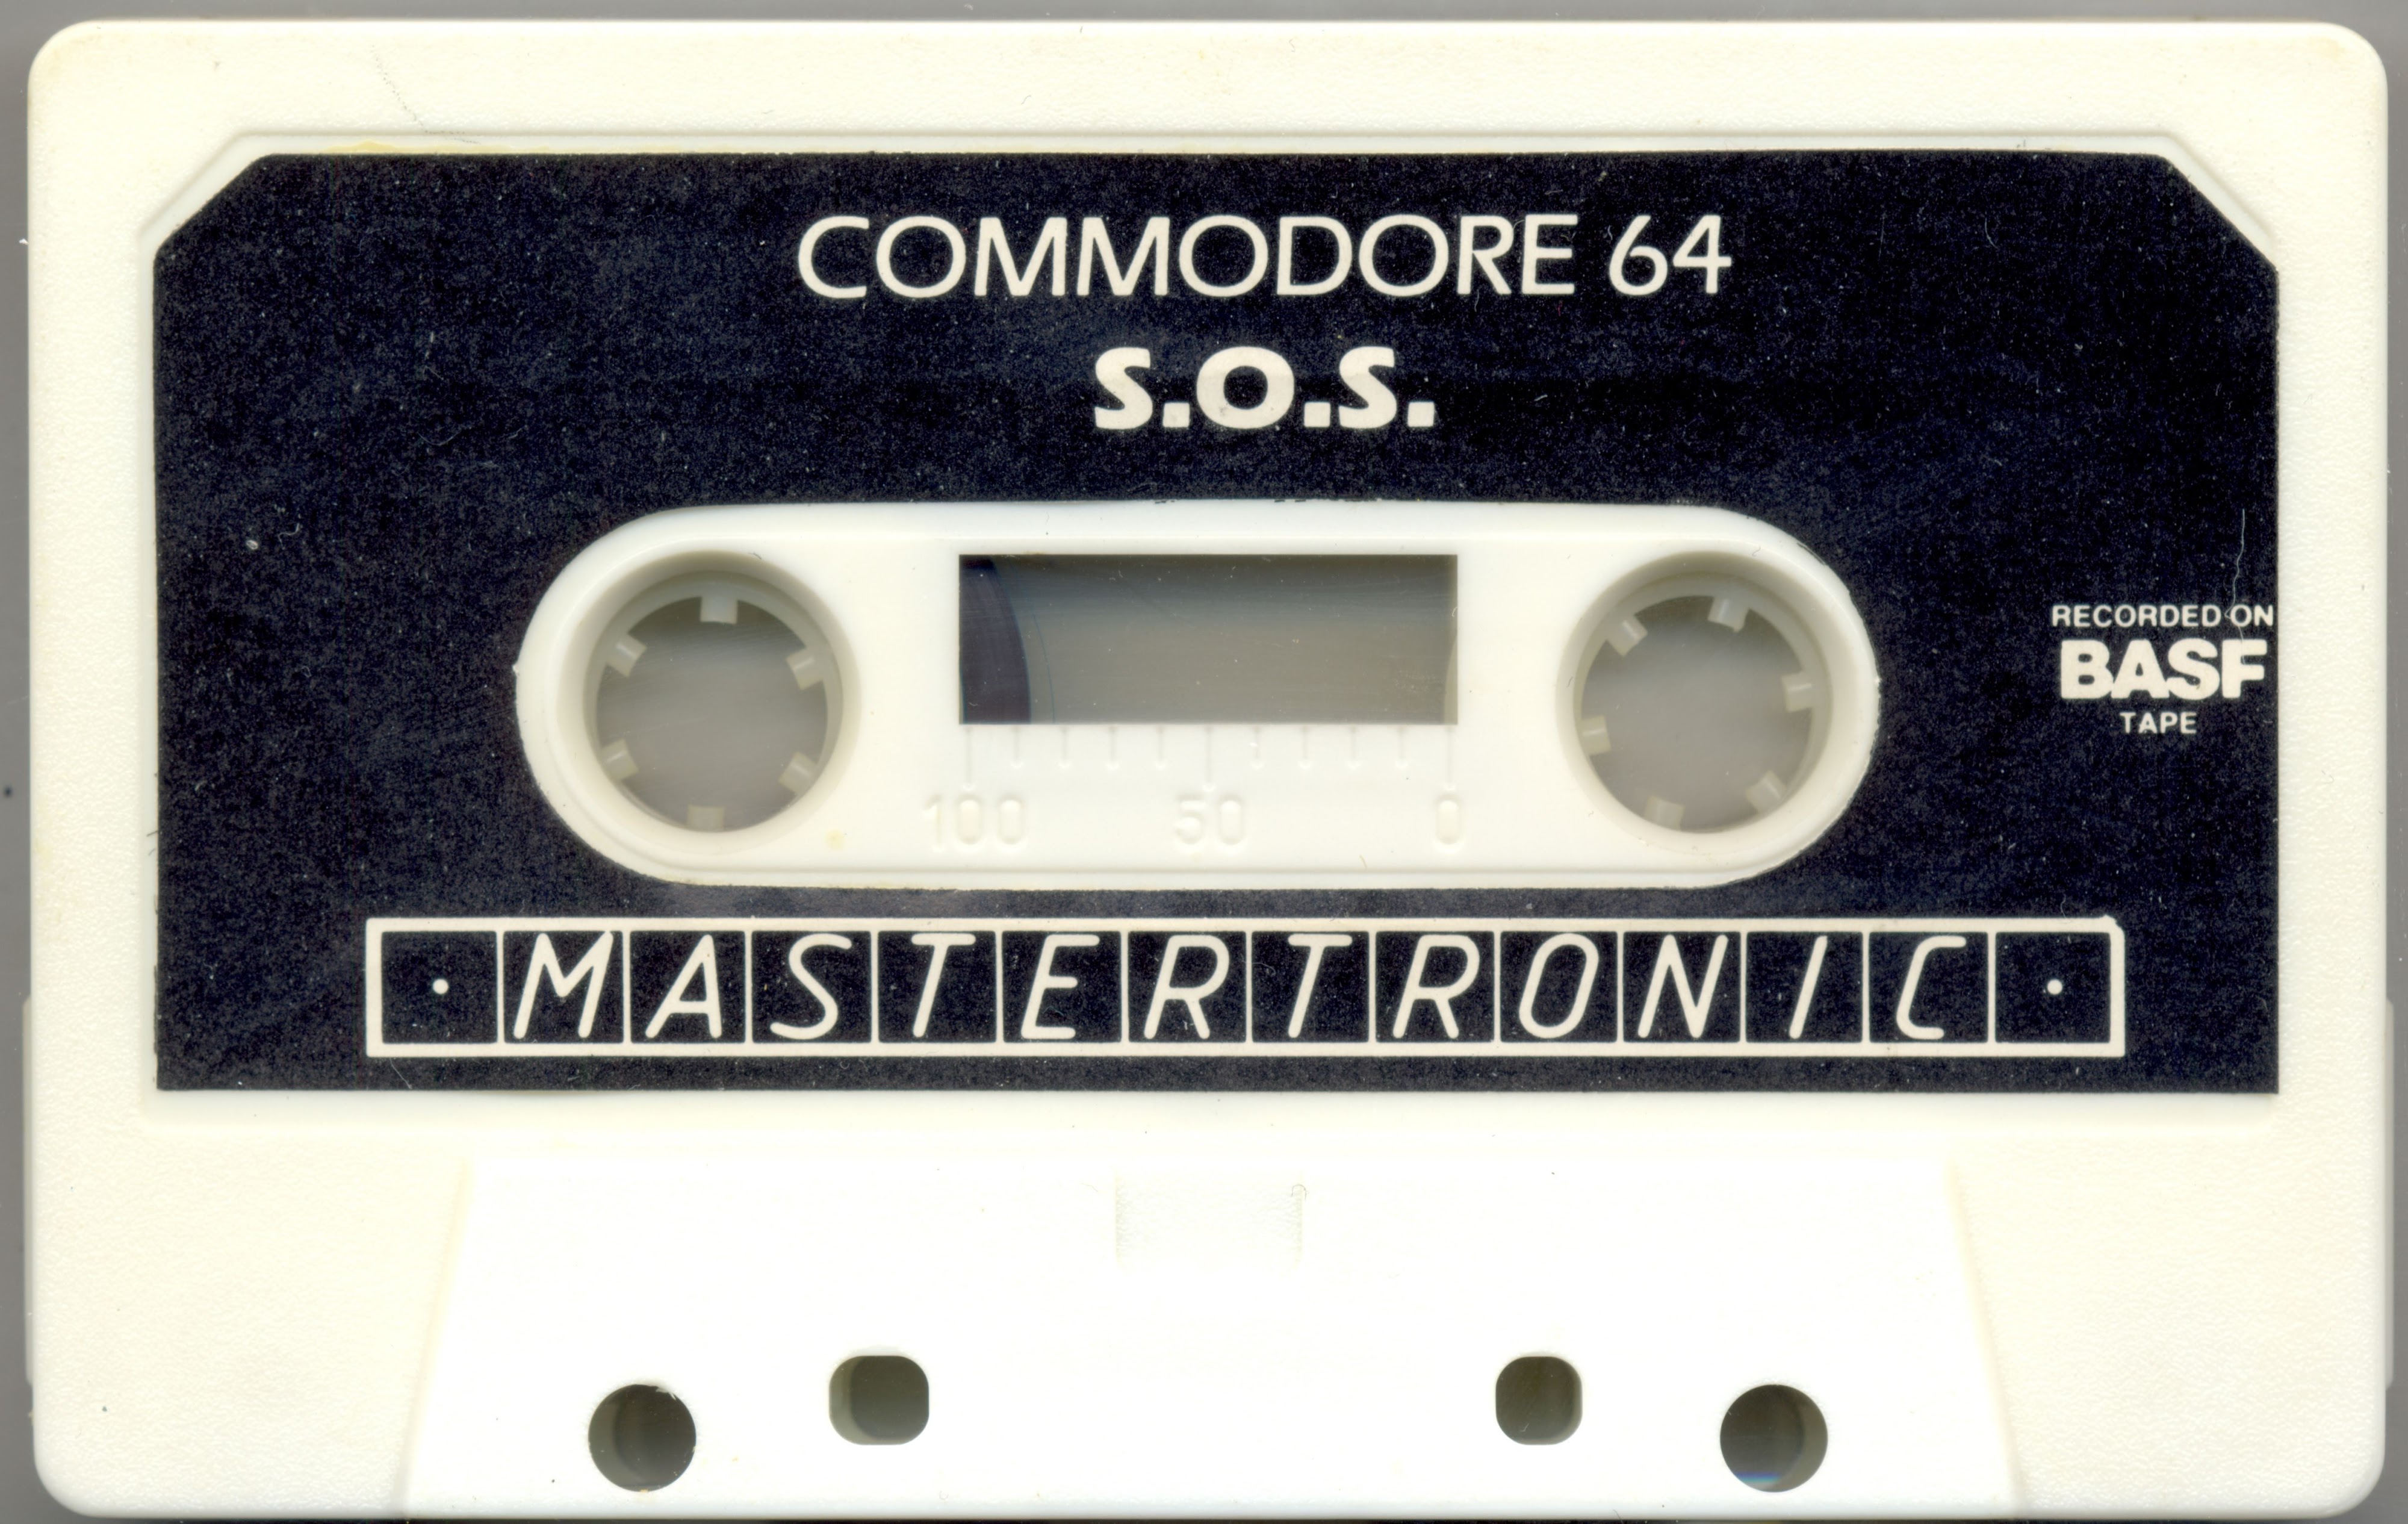 COMMODORE 64
S.O.S.
RECORDED ON
BASF
TAPE
100 50 0
· MASTERTRONIC ·